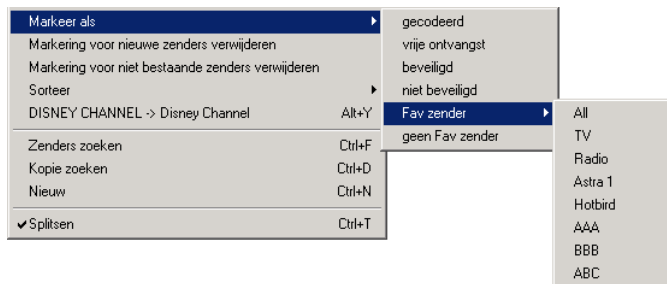 Markeer als
Markering voor nieuwe zenders verwijderen
Markering voor niet bestaande zenders verwijderen
Sorteer
DISNEY CHANNEL -> Disney Channel Alt+Y
Zenders zoeken Ctrl+F
Kopie zoeken Ctrl+D
Nieuw Ctrl+N
Splitsen Ctrl+T
gecodeerd
vrije ontvangst
beveiligd
niet beveiligd
Fav zender
geen Fav zender
All
TV
Radio
Astra 1
Hotbird
AAA
BBB
ABC